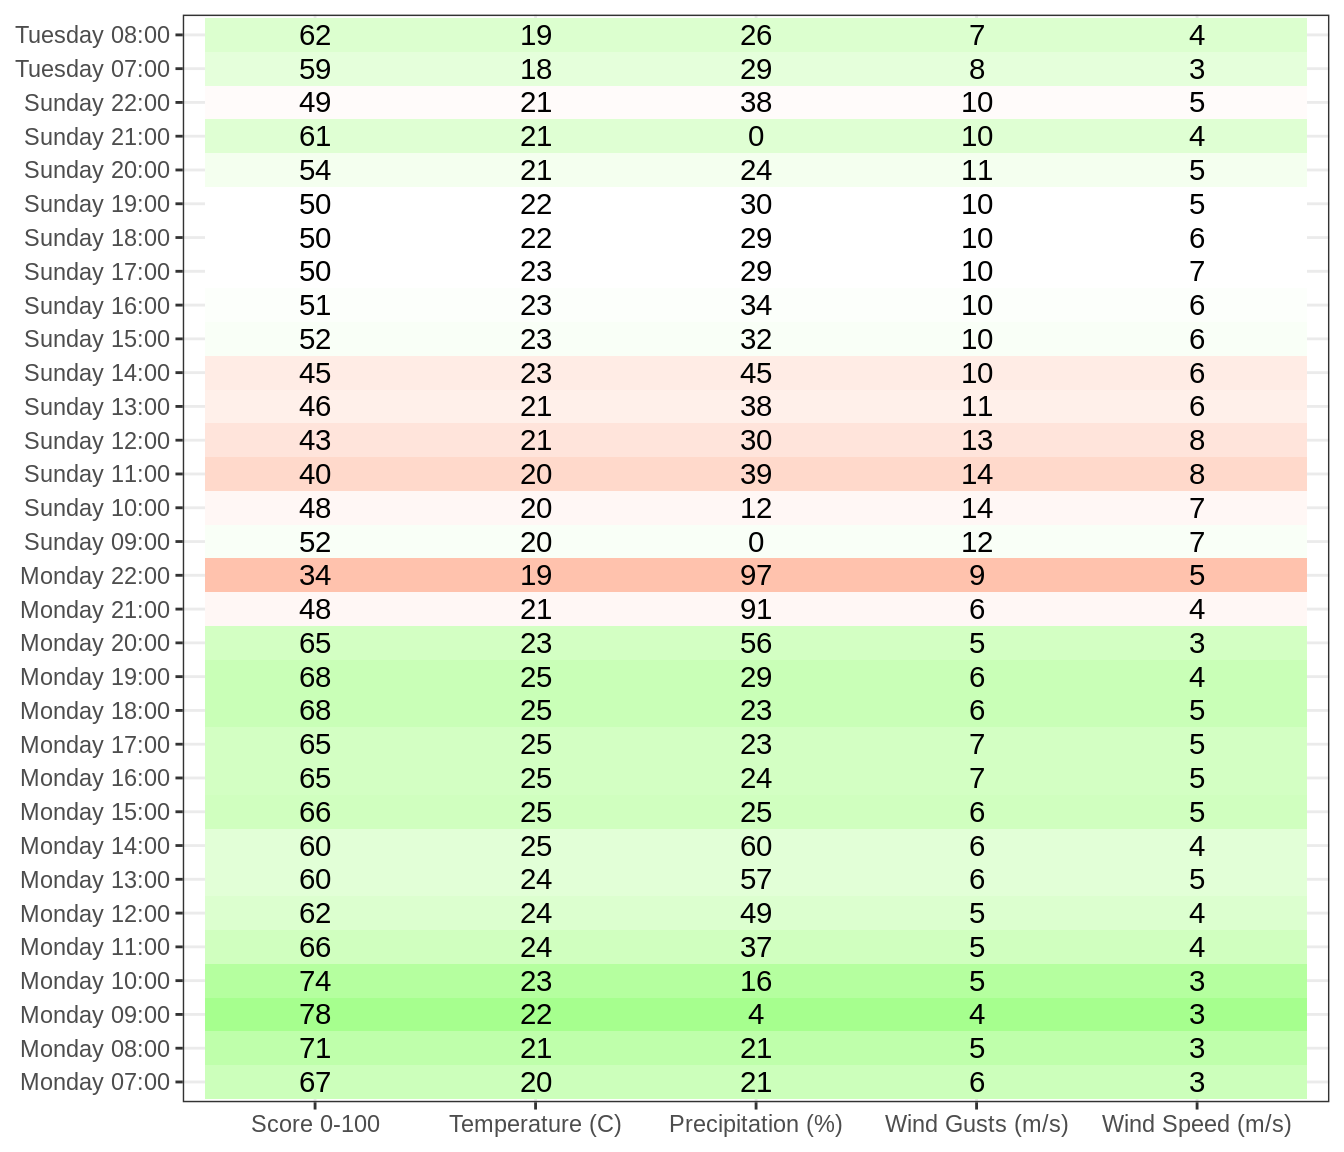 Tuesday 08:00 62 19 26 7 4
Tuesday 07:00 59 18 29 8 3
Sunday 22:00 49 21 38 10 5
Sunday 21:00 61 21 0 10 4
Sunday 20:00 54 21 24 11 5
Sunday 19:00 50 22 30 10 5
Sunday 18:00 50 22 29 10 6
Sunday 17:00 50 23 29 10 7
Sunday 16:00 51 23 34 10 6
Sunday 15:00 52 23 32 10 6
Sunday 14:00 45 23 45 10 6
Sunday 13:00 46 21 38 11 6
Sunday 12:00 43 21 30 13 8
Sunday 11:00 40 20 39 14 8
Sunday 10:00 48 20 12 14 7
Sunday 09:00 52 20 0 12 7
Monday 22:00 34 19 97 9 5
Monday 21:00 48 21 91 6 4
Monday 20:00 65 23 56 5 3
Monday 19:00 68 25 29 6 4
Monday 18:00 68 25 23 6 5
Monday 17:00 65 25 23 7 5
Monday 16:00 65 25 24 7 5
Monday 15:00 66 25 25 6 5
Monday 14:00 60 25 60 6 4
Monday 13:00 60 24 57 6 5
Monday 12:00 62 24 49 5 4
Monday 11:00 66 24 37 5 4
Monday 10:00 74 23 16 5 3
Monday 09:00 78 22 4 4 3
Monday 08:00 71 21 21 5 3
Monday 07:00 67 20 21 6 3
Score 0-100 Temperature (C) Precipitation (%) Wind Gusts (m/s) Wind Speed (m/s)